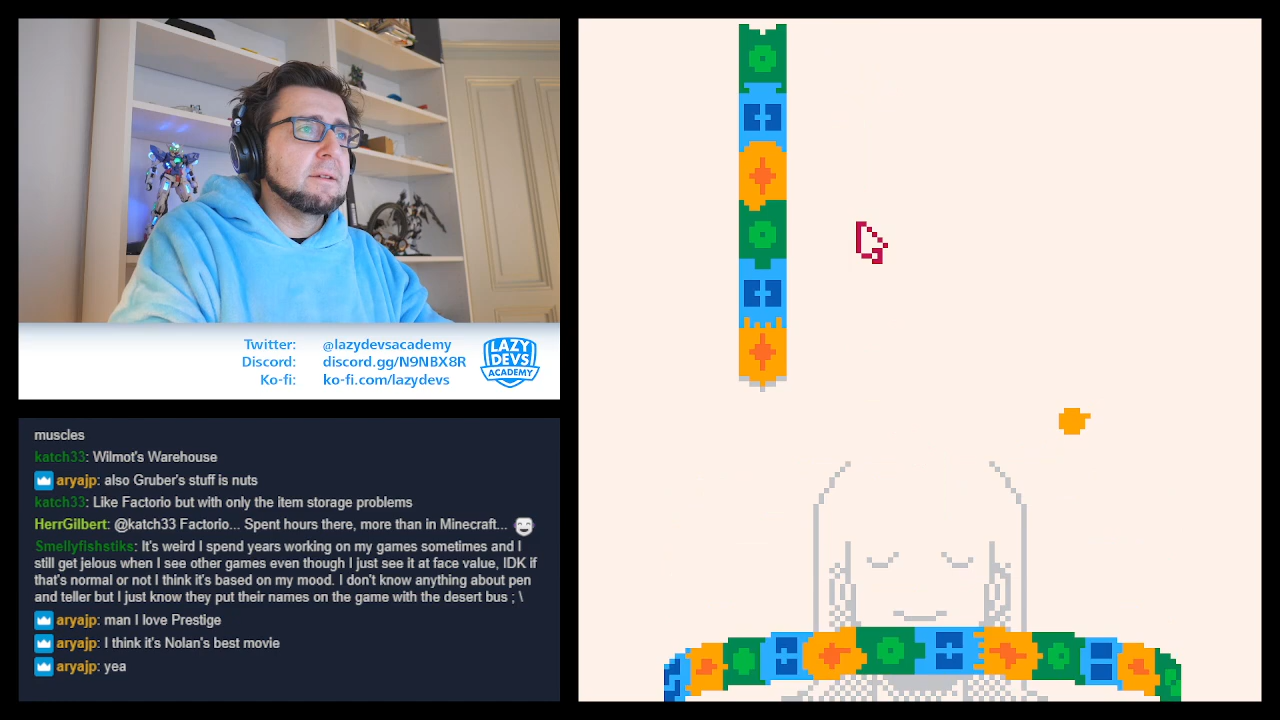 Twitter: @lazydevsacademy
Discord: discord.gg/N9NBX8R
Ko-fi: ko-fi.com/lazydevs
LAZY
DEVS
ACADEMY
muscles
katch33: Wilmot's Warehouse
aryajp: also Gruber's stuff is nuts
katch33: Like Factorio but with only the item storage problems
HerrGilbert: @katch33 Factorio... Spent hours there, more than in Minecraft...
Smellyfishstiks: It's weird I spend years working on my games sometimes and I
still get jelous when I see other games even though I just see it at face value, IDK if
that's normal or not I think it's based on my mood. I don't know anything about pen
and teller but I just know they put their names on the game with the desert bus ; \
aryajp: man I love Prestige
aryajp: I think it's Nolan's best movie
aryajp: yea